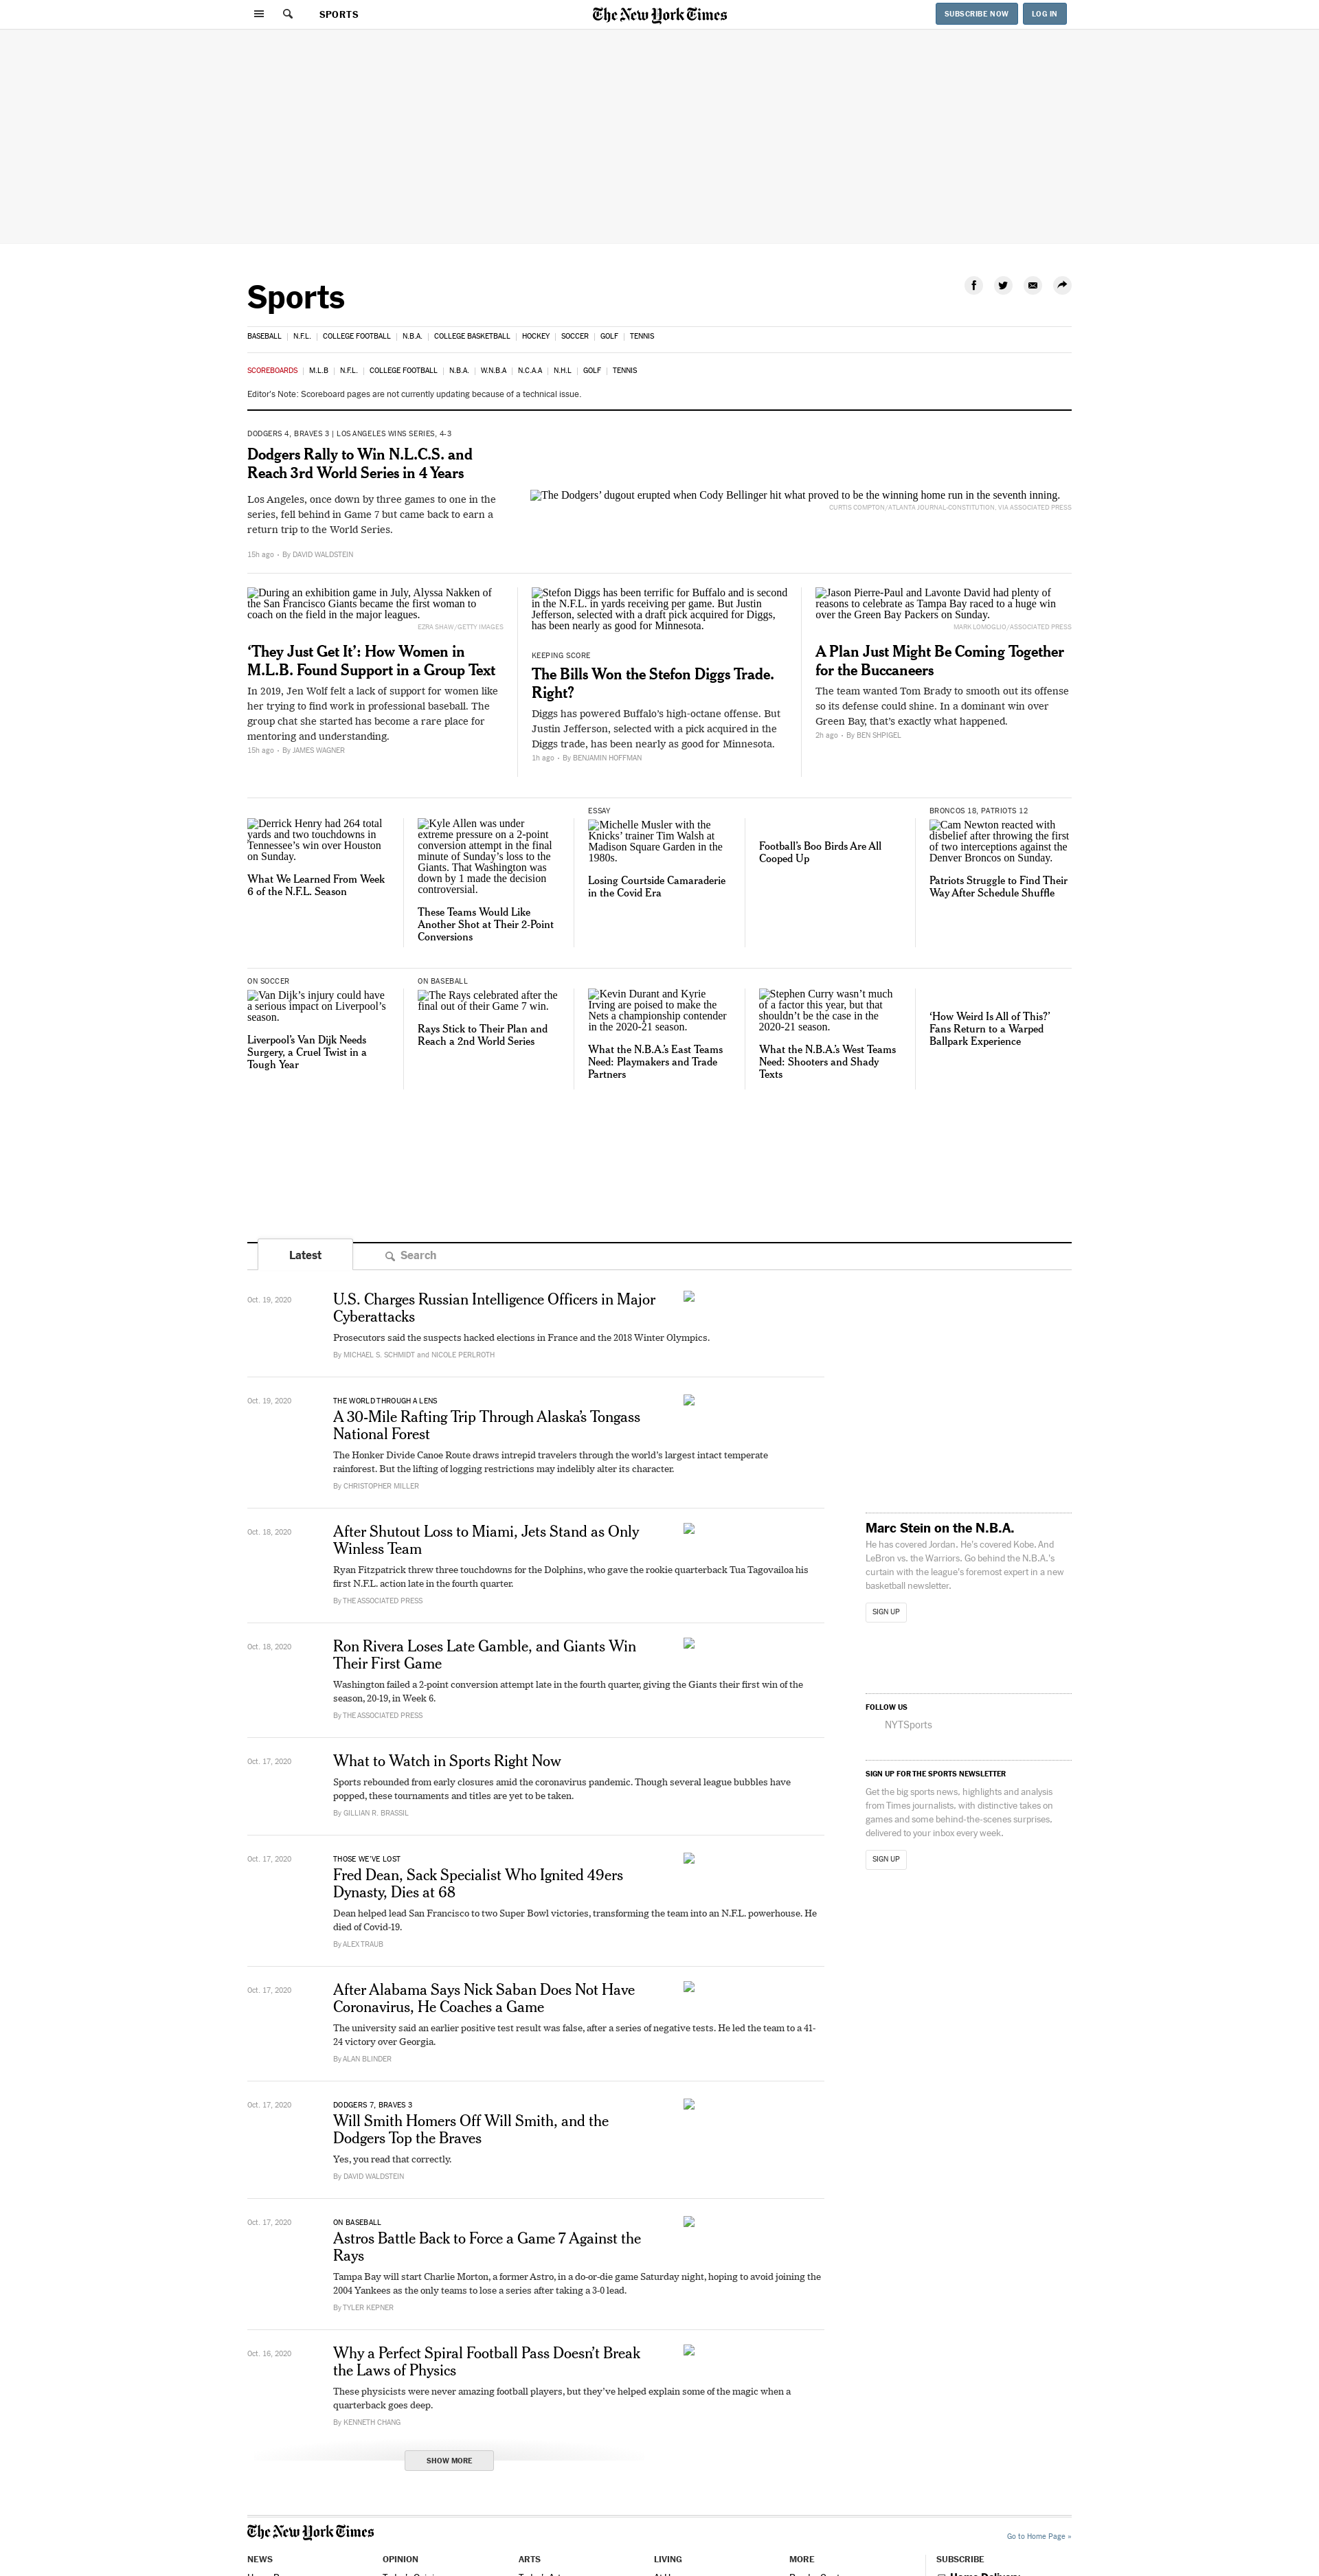 SPORTS
The New York Times
SUBSCRIBE NOW
LOG IN
Sports
BASEBALL | N.F.L. | COLLEGE FOOTBALL | N.B.A. | COLLEGE BASKETBALL | HOCKEY | SOCCER | GOLF | TENNIS
SCOREBOARDS | M.L.B | N.F.L. | COLLEGE FOOTBALL | N.B.A. | W.N.B.A | N.C.A.A | N.H.L | GOLF | TENNIS
Editor's Note: Scoreboard pages are not currently updating because of a technical issue.
DODGERS 4, BRAVES 3 | LOS ANGELES WINS SERIES, 4-3
Dodgers Rally to Win N.L.C.S. and
Reach 3rd World Series in 4 Years
Los Angeles, once down by three games to one in the
series, fell behind in Game 7 but came back to earn a
return trip to the World Series.
15h ago • By DAVID WALDSTEIN
The Dodgers’ dugout erupted when Cody Bellinger hit what proved to be the winning home run in the seventh inning.
CURTIS COMPTON/ATLANTA JOURNAL-CONSTITUTION, VIA ASSOCIATED PRESS
During an exhibition game in July, Alyssa Nakken of
the San Francisco Giants became the first woman to
coach on the field in the major leagues.
EZRA SHAW/GETTY IMAGES
‘They Just Get It’: How Women in
M.L.B. Found Support in a Group Text
In 2019, Jen Wolf felt a lack of support for women like
her trying to find work in professional baseball. The
group chat she started has become a rare place for
mentoring and understanding.
15h ago • By JAMES WAGNER
Stefon Diggs has been terrific for Buffalo and is second
in the N.F.L. in yards receiving per game. But Justin
Jefferson, selected with a draft pick acquired for Diggs,
has been nearly as good for Minnesota.
KEEPING SCORE
The Bills Won the Stefon Diggs Trade.
Right?
Diggs has powered Buffalo’s high-octane offense. But
Justin Jefferson, selected with a pick acquired in the
Diggs trade, has been nearly as good for Minnesota.
1h ago • By BENJAMIN HOFFMAN
Jason Pierre-Paul and Lavonte David had plenty of
reasons to celebrate as Tampa Bay raced to a huge win
over the Green Bay Packers on Sunday.
MARK LOMOGLIO/ASSOCIATED PRESS
A Plan Just Might Be Coming Together
for the Buccaneers
The team wanted Tom Brady to smooth out its offense
so its defense could shine. In a dominant win over
Green Bay, that’s exactly what happened.
2h ago • By BEN SHPIGEL
Derrick Henry had 264 total
yards and two touchdowns in
Tennessee’s win over Houston
on Sunday.
What We Learned From Week
6 of the N.F.L. Season
Kyle Allen was under
extreme pressure on a 2-point
conversion attempt in the final
minute of Sunday’s loss to the
Giants. That Washington was
down by 1 made the decision
controversial.
These Teams Would Like
Another Shot at Their 2-Point
Conversions
ESSAY
Michelle Musler with the
Knicks’ trainer Tim Walsh at
Madison Square Garden in the
1980s.
Losing Courtside Camaraderie
in the Covid Era
Football’s Boo Birds Are All
Cooped Up
BRONCOS 18, PATRIOTS 12
Cam Newton reacted with
disbelief after throwing the first
of two interceptions against the
Denver Broncos on Sunday.
Patriots Struggle to Find Their
Way After Schedule Shuffle
ON SOCCER
Van Dijk’s injury could have
a serious impact on Liverpool’s
season.
Liverpool’s Van Dijk Needs
Surgery, a Cruel Twist in a
Tough Year
ON BASEBALL
The Rays celebrated after the
final out of their Game 7 win.
Rays Stick to Their Plan and
Reach a 2nd World Series
Kevin Durant and Kyrie
Irving are poised to make the
Nets a championship contender
in the 2020-21 season.
What the N.B.A.’s East Teams
Need: Playmakers and Trade
Partners
Stephen Curry wasn’t much
of a factor this year, but that
shouldn’t be the case in the
2020-21 season.
What the N.B.A.’s West Teams
Need: Shooters and Shady
Texts
‘How Weird Is All of This?’
Fans Return to a Warped
Ballpark Experience
Latest
Search
Oct. 19, 2020
U.S. Charges Russian Intelligence Officers in Major
Cyberattacks
Prosecutors said the suspects hacked elections in France and the 2018 Winter Olympics.
By MICHAEL S. SCHMIDT and NICOLE PERLROTH
Oct. 19, 2020
THE WORLD THROUGH A LENS
A 30-Mile Rafting Trip Through Alaska’s Tongass
National Forest
The Honker Divide Canoe Route draws intrepid travelers through the world’s largest intact temperate
rainforest. But the lifting of logging restrictions may indelibly alter its character.
By CHRISTOPHER MILLER
Oct. 18, 2020
After Shutout Loss to Miami, Jets Stand as Only
Winless Team
Ryan Fitzpatrick threw three touchdowns for the Dolphins, who gave the rookie quarterback Tua Tagovailoa his
first N.F.L. action late in the fourth quarter.
By THE ASSOCIATED PRESS
Oct. 18, 2020
Ron Rivera Loses Late Gamble, and Giants Win
Their First Game
Washington failed a 2-point conversion attempt late in the fourth quarter, giving the Giants their first win of the
season, 20-19, in Week 6.
By THE ASSOCIATED PRESS
Oct. 17, 2020
What to Watch in Sports Right Now
Sports rebounded from early closures amid the coronavirus pandemic. Though several league bubbles have
popped, these tournaments and titles are yet to be taken.
By GILLIAN R. BRASSIL
Oct. 17, 2020
THOSE WE’VE LOST
Fred Dean, Sack Specialist Who Ignited 49ers
Dynasty, Dies at 68
Dean helped lead San Francisco to two Super Bowl victories, transforming the team into an N.F.L. powerhouse. He
died of Covid-19.
By ALEX TRAUB
Oct. 17, 2020
After Alabama Says Nick Saban Does Not Have
Coronavirus, He Coaches a Game
The university said an earlier positive test result was false, after a series of negative tests. He led the team to a 41-
24 victory over Georgia.
By ALAN BLINDER
Oct. 17, 2020
DODGERS 7, BRAVES 3
Will Smith Homers Off Will Smith, and the
Dodgers Top the Braves
Yes, you read that correctly.
By DAVID WALDSTEIN
Oct. 17, 2020
ON BASEBALL
Astros Battle Back to Force a Game 7 Against the
Rays
Tampa Bay will start Charlie Morton, a former Astro, in a do-or-die game Saturday night, hoping to avoid joining the
2004 Yankees as the only teams to lose a series after taking a 3-0 lead.
By TYLER KEPNER
Oct. 16, 2020
Why a Perfect Spiral Football Pass Doesn’t Break
the Laws of Physics
These physicists were never amazing football players, but they’ve helped explain some of the magic when a
quarterback goes deep.
By KENNETH CHANG
SHOW MORE
Marc Stein on the N.B.A.
He has covered Jordan. He’s covered Kobe. And
LeBron vs. the Warriors. Go behind the N.B.A.’s
curtain with the league’s foremost expert in a new
basketball newsletter.
SIGN UP
FOLLOW US
NYTSports
SIGN UP FOR THE SPORTS NEWSLETTER
Get the big sports news, highlights and analysis
from Times journalists, with distinctive takes on
games and some behind-the-scenes surprises,
delivered to your inbox every week.
SIGN UP
The New York Times
Go to Home Page »
NEWS
OPINION
ARTS
LIVING
MORE
SUBSCRIBE